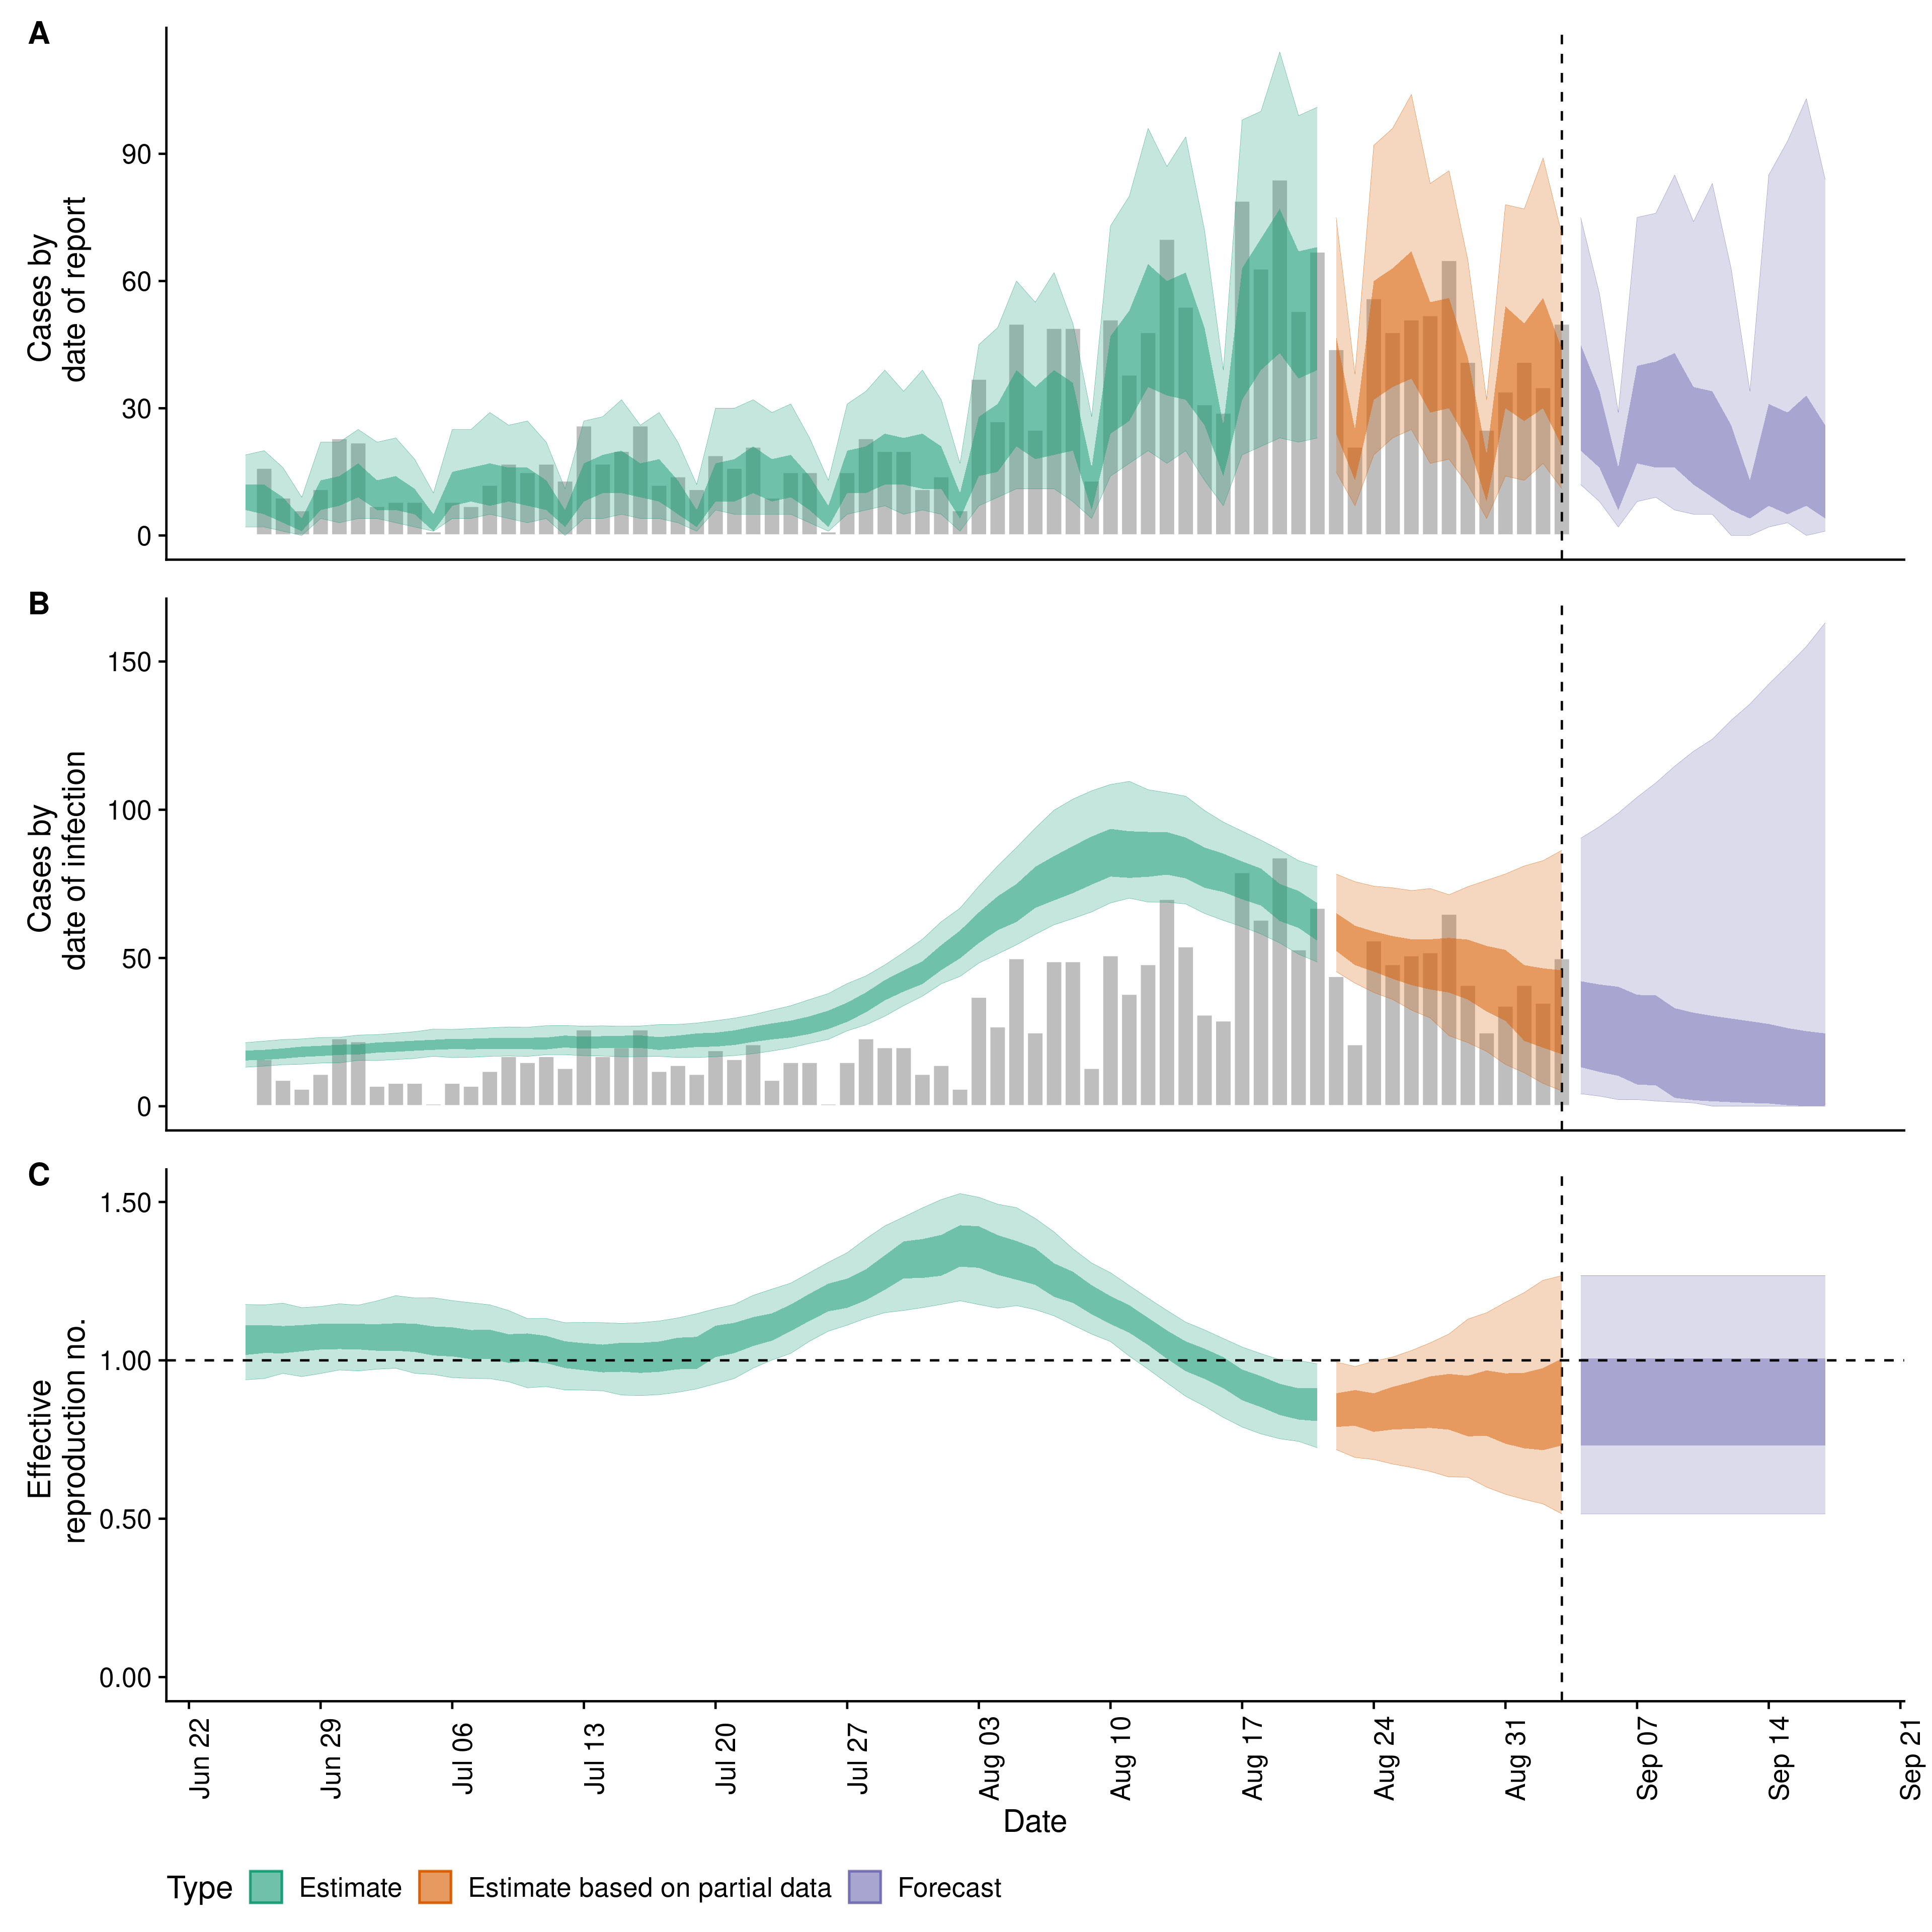 A
Cases by
date of report
90
60
30
0
B
Cases by
date of infection
150
100
50
0
C
Effective
reproduction no.
1.50
1.00
0.50
0.00
Jun 22
Jun 29
Jul 06
Jul 13
Jul 20
Jul 27
Aug 03
Aug 10
Aug 17
Aug 24
Aug 31
Sep 07
Sep 14
Sep 21
Date
Type Estimate Estimate based on partial data Forecast